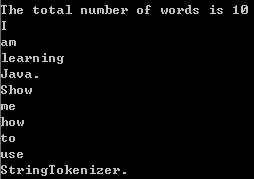 The total number of words is 10
I
am
learning
Java.
Show
me
how
to
use
StringTokenizer.